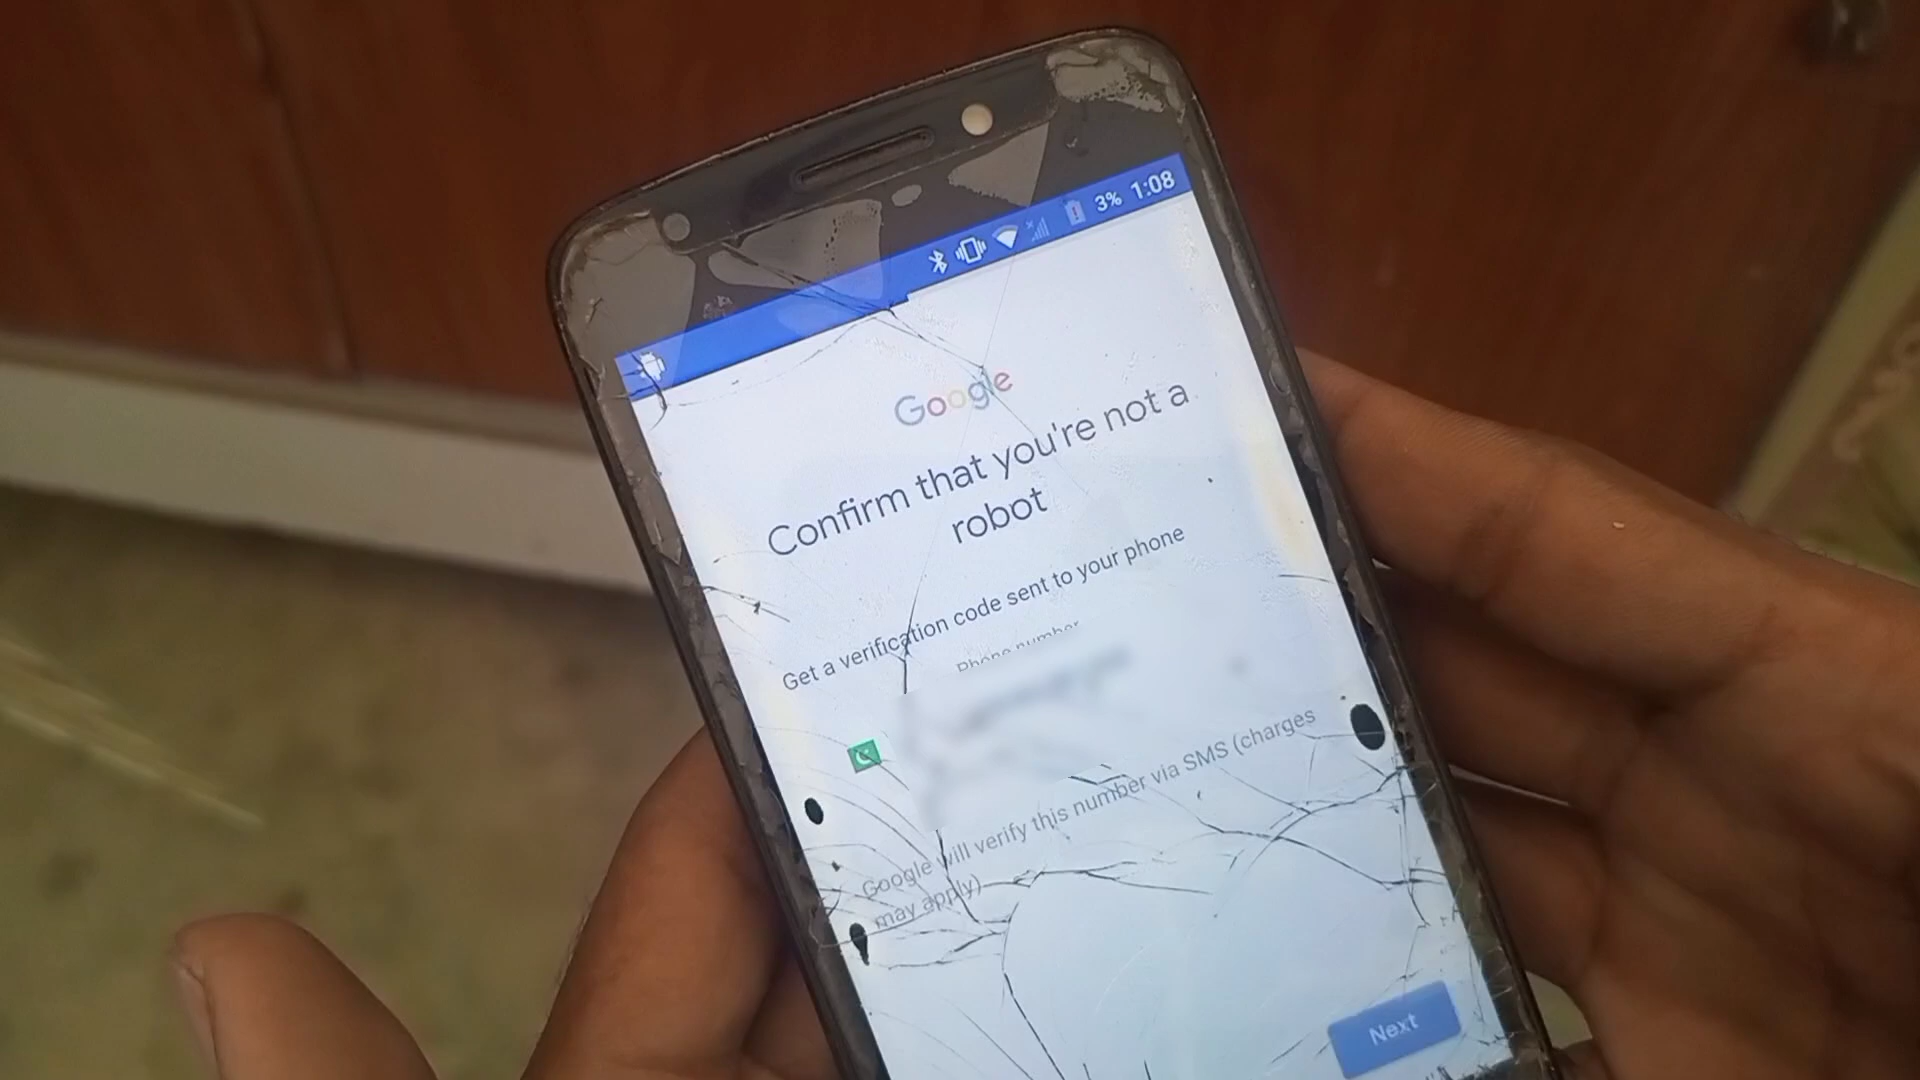 3% 1:08
Google
Confirm that you're not a
robot
Get a verification code sent to your phone
Phone number
Google will verify this number via SMS (charges
may apply)
Next